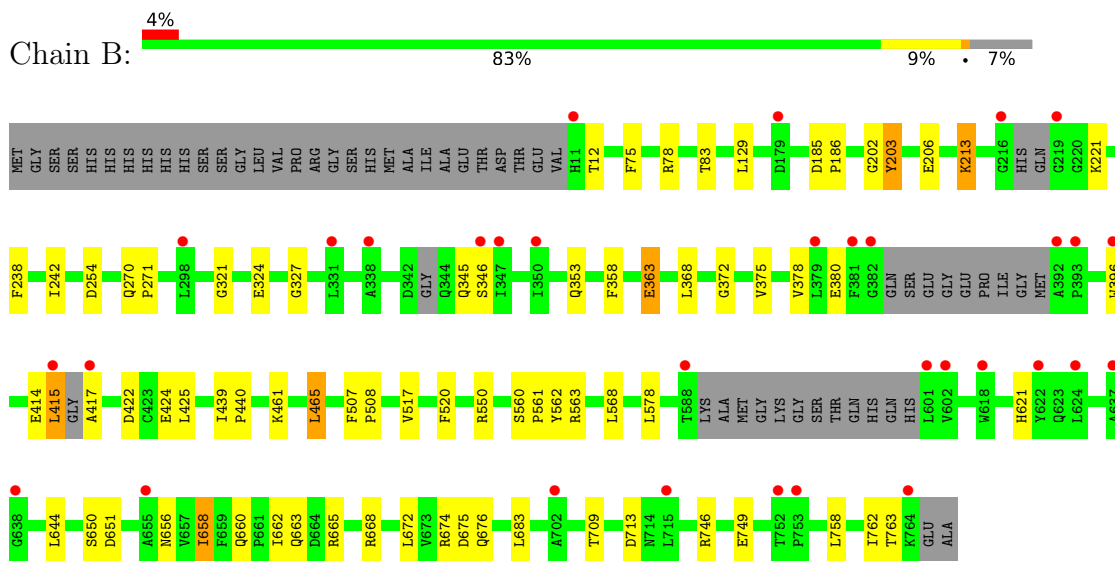 4%
Chain B:
83% 9% • 7%
MET GLY SER SER HIS HIS HIS HIS HIS HIS SER SER GLY LEU VAL PRO ARG GLY SER HIS MET ALA ILE ALA GLU THR ASP THR GLU VAL H11 T12 F75 R78 T83 L129 D179 D185 P186 G202 Y203 E206 K213 G216 HIS GLN G219 G220 K221
F238 I242 D254 Q270 P271 L298 G321 E324 G327 L331 A338 D342 GLY Q344 Q345 S346 I347 I350 Q353 F358 E363 L368 G372 V375 V378 L379 E380 F381 G382 GLN SER GLU GLY GLU PRO ILE GLY MET A392 P393 H396
E414 L415 GLY A417 D422 C423 E424 L425 I439 P440 K461 L465 F507 P508 V517 F520 R550 S560 P561 Y562 R563 L568 L578 T588 LYS ALA MET GLY LYS GLY SER THR GLN HIS GLN HIS L601 V602 W618 H621 Y622 Q623 L624 A637
G638 L644 S650 D651 A655 N656 V657 I658 F659 Q660 P661 I662 Q663 D664 R665 R668 L672 V673 R674 D675 Q676 L683 A702 T709 D713 N714 L715 R746 E749 T752 P753 L758 I762 T763 K764 GLU ALA